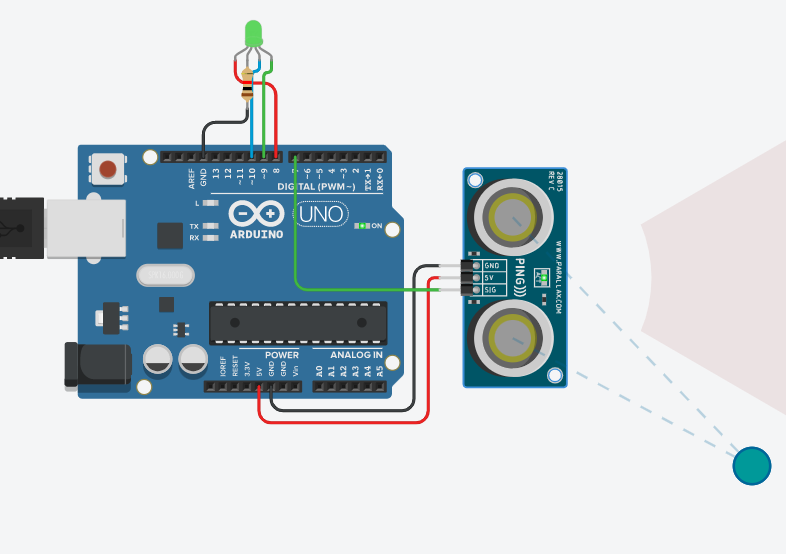 AREF
GND
13
12
~11
~10
~9
8
7
~6
~5
4
~3
2
TX→1
RX←0
DIGITAL (PWM~)
L
TX
RX
UNO
ARDUINO
ON
POWER
ANALOG IN
IOREF
RESET
3.3V
5V
GND
GND
Vin
A0
A1
A2
A3
A4
A5
28015
REV C
WWW.PARALLAX.COM
PING)))
GND
5V
SIG